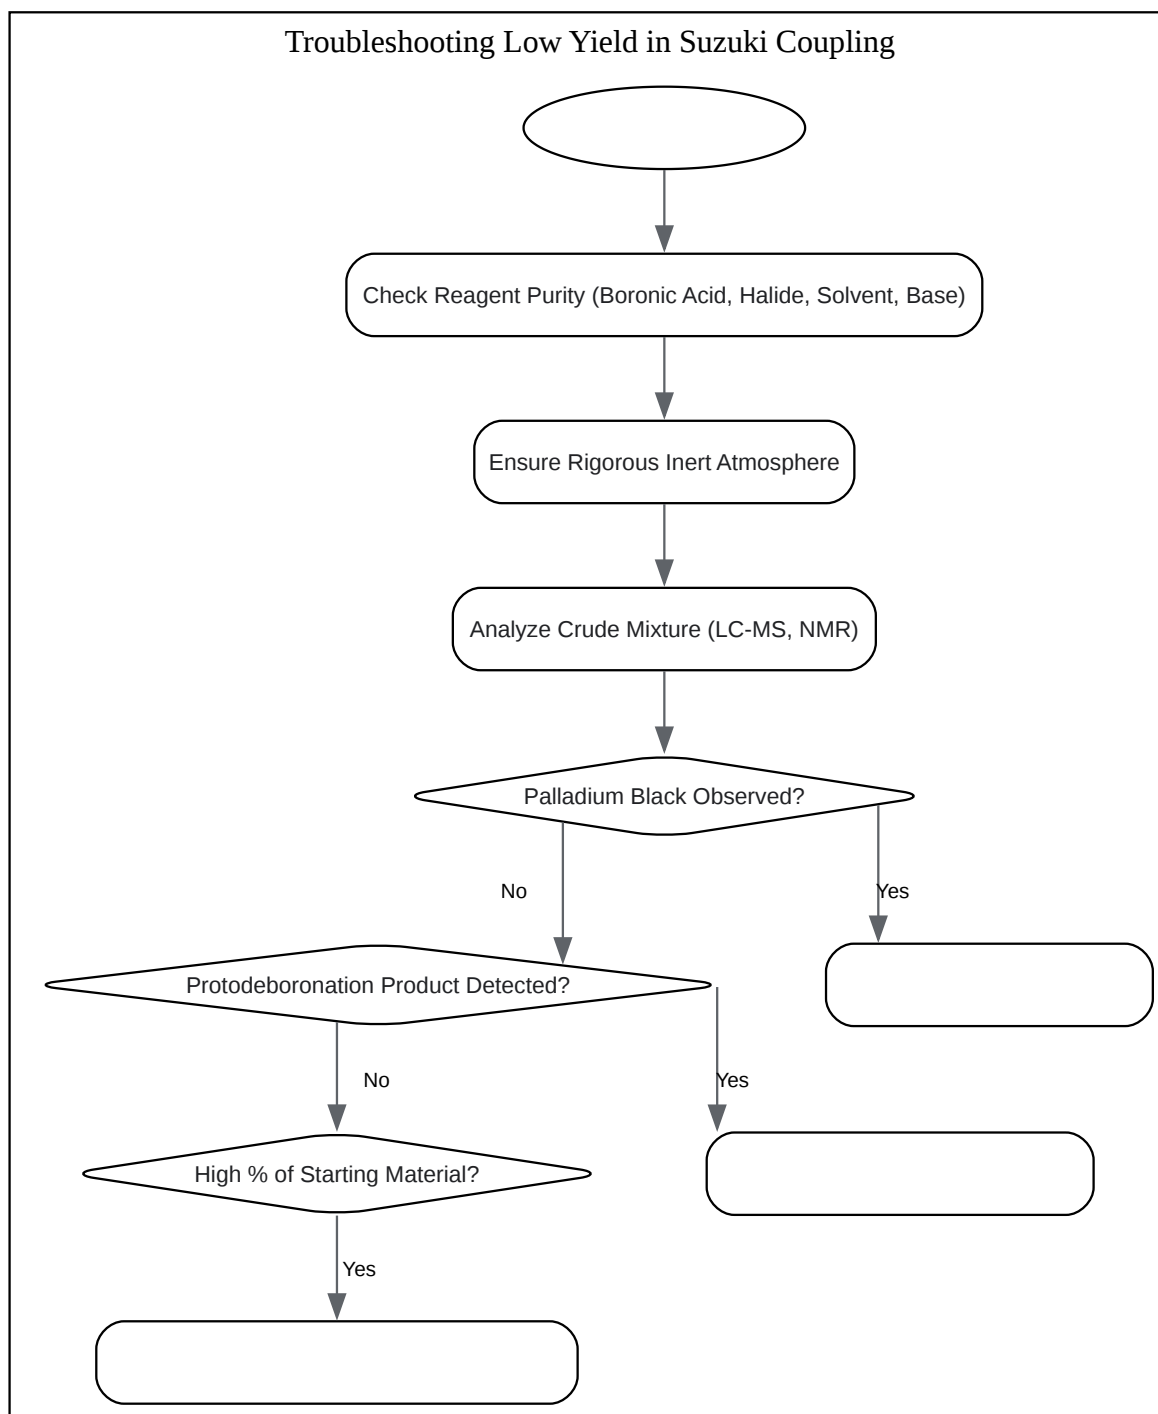 Troubleshooting Low Yield in Suzuki Coupling
Check Reagent Purity (Boronic Acid, Halide, Solvent, Base)
Ensure Rigorous Inert Atmosphere
Analyze Crude Mixture (LC-MS, NMR)
Palladium Black Observed?
No
Yes
Protodeboronation Product Detected?
No
Yes
High % of Starting Material?
Yes